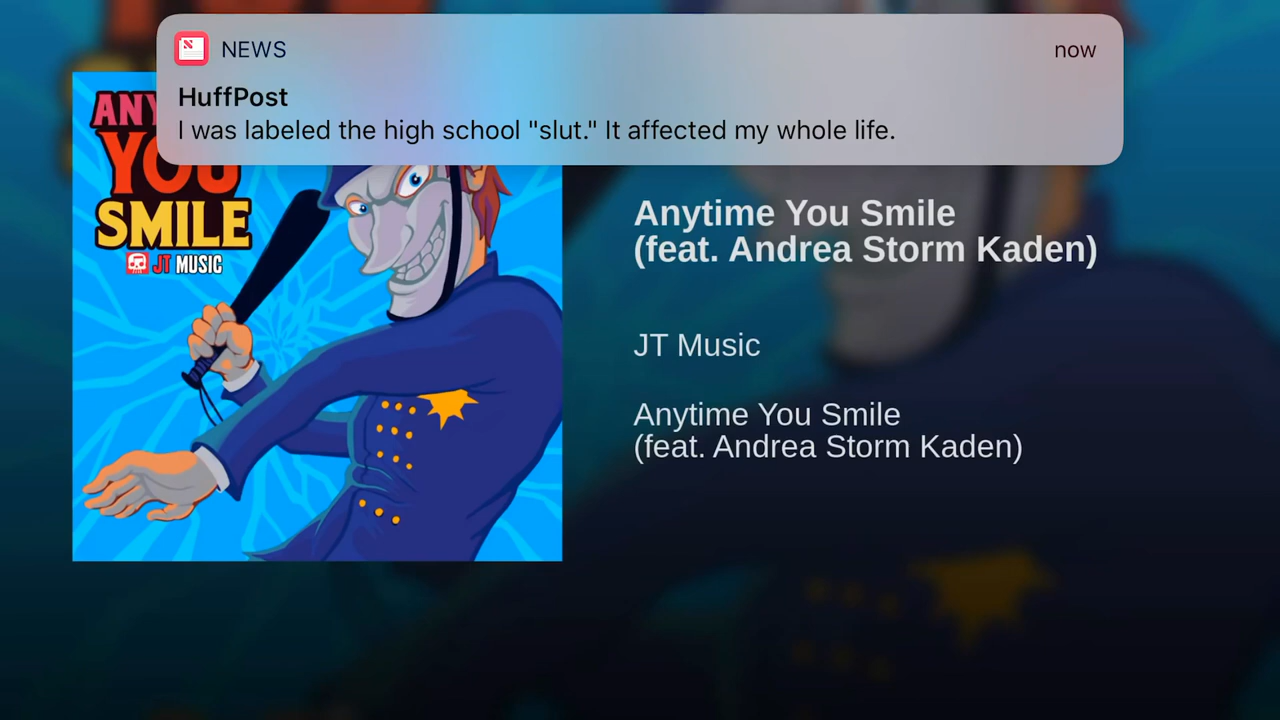 NEWS
now
HuffPost
I was labeled the high school "slut." It affected my whole life.
ANY
YOU
SMILE
JT MUSIC
Anytime You Smile
(feat. Andrea Storm Kaden)
JT Music
Anytime You Smile
(feat. Andrea Storm Kaden)